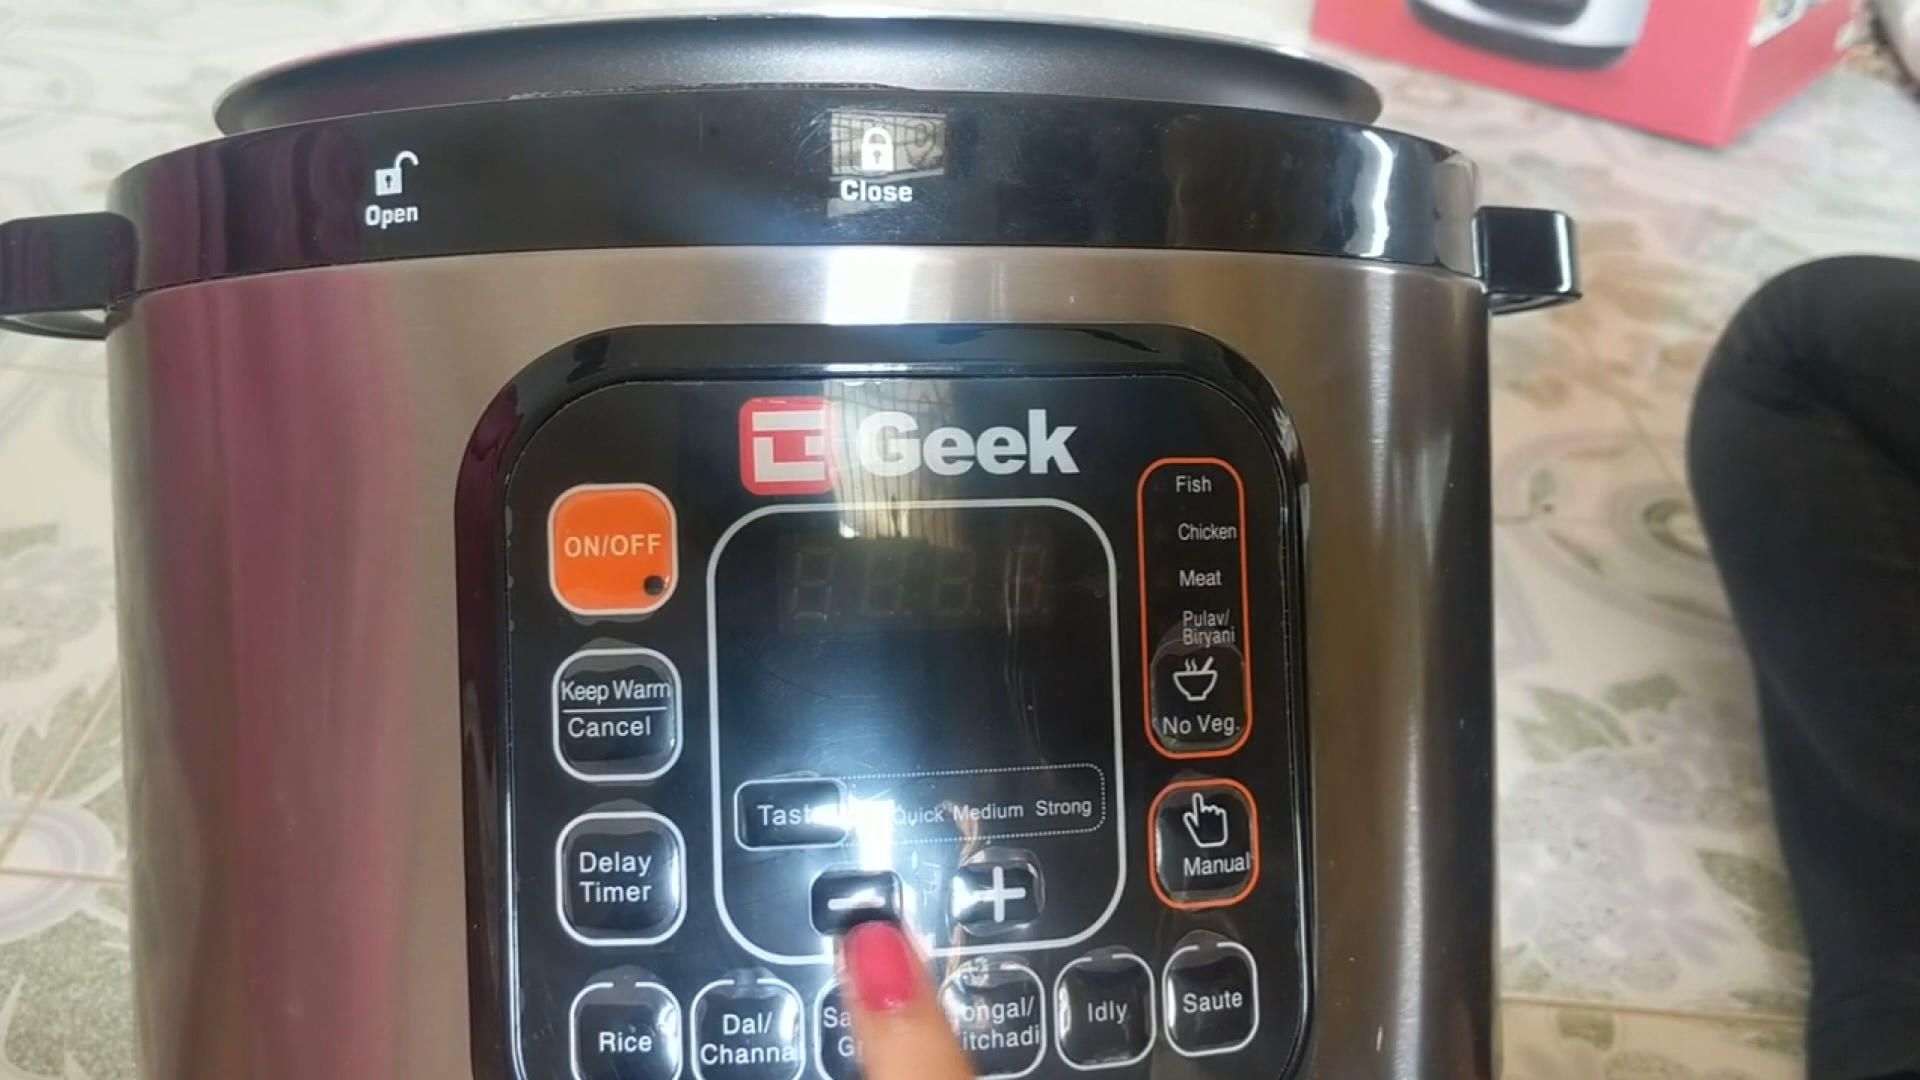 Open
Close
Geek
ON/OFF
Fish
Chicken
Meat
Pulav/
Biryani
No Veg.
Keep Warm
Cancel
Quick Medium Strong
Manual
Delay
Timer
Rice
Dal/
Channa
Idly
Saute